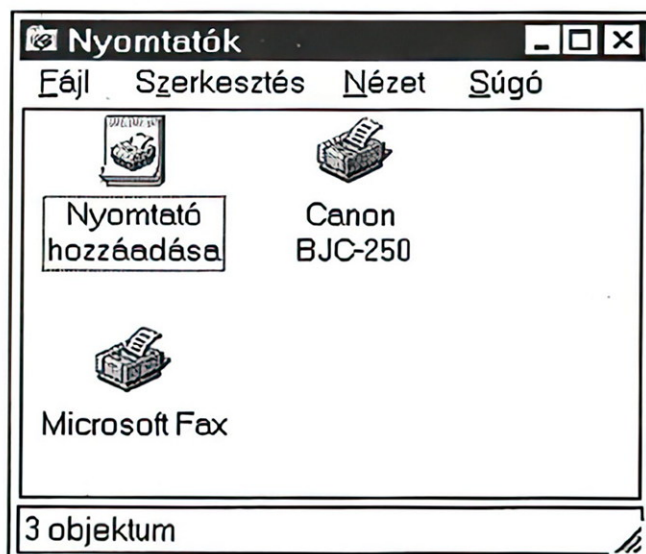 Nyomtatók
Fájl Szerkesztés Nézet Súgó
Nyomtató
hozzáadása
Canon
BJC-250
Microsoft Fax
3 objektum